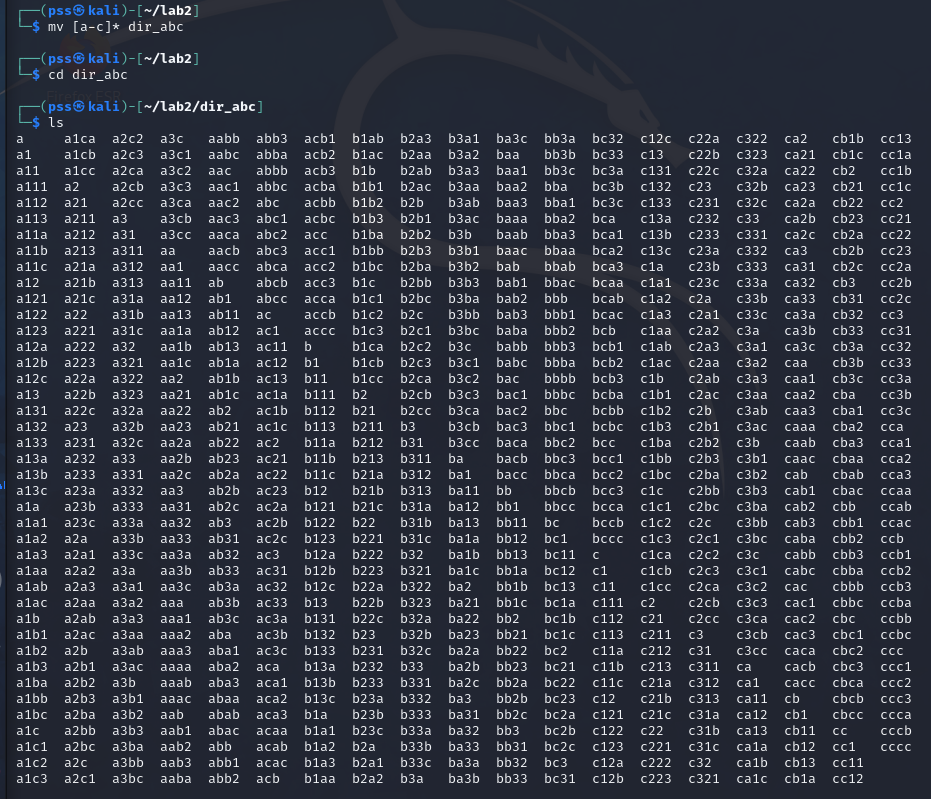 ┌──(pss㉿kali)-[~/lab2]
└─$ mv [a-c]* dir_abc
┌──(pss㉿kali)-[~/lab2]
└─$ cd dir_abc
┌──(pss㉿kali)-[~/lab2/dir_abc]
└─$ ls
a a1ca a2c2 a3c aabb abb3 acb1 b1ab b2a3 b3a1 ba3c bb3a bc32 c12c c22a c322 ca2 cb1b cc13
a1 a1cb a2c3 a3c1 aabc abba acb2 b1ac b2aa b3a2 baa bb3b bc33 c13 c22b c323 ca21 cb1c cc1a
a11 a1cc a2ca a3c2 aac abbb acb3 b1b b2ab b3a3 baa1 bb3c bc3a c131 c22c c32a ca22 cb2 cc1b
a111 a2 a2cb a3c3 aac1 abbc acba b1b1 b2ac b3aa baa2 bba bc3b c132 c23 c32b ca23 cb21 cc1c
a112 a21 a2cc a3ca aac2 abc acbb b1b2 b2b b3ab baa3 bba1 bc3c c133 c231 c32c ca2a cb22 cc2
a113 a211 a3 a3cb aac3 abc1 acbc b1b3 b2b1 b3ac baaa bba2 bca c13a c232 c33 ca2b cb23 cc21
a11a a212 a31 a3cc aaca abc2 acc b1ba b2b2 b3b baab bba3 bca1 c13b c233 c331 ca2c cb2a cc22
a11b a213 a311 aa aacb abc3 acc1 b1bb b2b3 b3b1 baac bbaa bca2 c13c c23a c332 ca3 cb2b cc23
a11c a21a a312 aa1 aacc abca acc2 b1bc b2ba b3b2 bab bbab bca3 c1a c23b c333 ca31 cb2c cc2a
a12 a21b a313 aa11 ab abcb acc3 b1c b2bb b3b3 bab1 bbac bcaa c1a1 c23c c33a ca32 cb3 cc2b
a121 a21c a31a aa12 ab1 abcc acca b1c1 b2bc b3ba bab2 bbb bcab c1a2 c2a c33b ca33 cb31 cc2c
a122 a22 a31b aa13 ab11 ac accb b1c2 b2c b3bb bab3 bbb1 bcac c1a3 c2a1 c33c ca3a cb32 cc3
a123 a221 a31c aa1a ab12 ac1 accc b1c3 b2c1 b3bc baba bbb2 bcb c1aa c2a2 c3a ca3b cb33 cc31
a12a a222 a32 aa1b ab13 ac11 b b1ca b2c2 b3c babb bbb3 bcb1 c1ab c2a3 c3a1 ca3c cb3a cc32
a12b a223 a321 aa1c ab1a ac12 b1 b1cb b2c3 b3c1 babc bbba bcb2 c1ac c2aa c3a2 caa cb3b cc33
a12c a22a a322 aa2 ab1b ac13 b11 b1cc b2ca b3c2 bac bbbb bcb3 c1b c2ab c3a3 caa1 cb3c cc3a
a13 a22b a323 aa21 ab1c ac1a b111 b2 b2cb b3c3 bac1 bbbc bcba c1b1 c2ac c3aa caa2 cba cc3b
a131 a22c a32a aa22 ab2 ac1b b112 b21 b2cc b3ca bac2 bbc bcbb c1b2 c2b c3ab caa3 cba1 cc3c
a132 a23 a32b aa23 ab21 ac1c b113 b211 b3 b3cb bac3 bbc1 bcbc c1b3 c2b1 c3ac caaa cba2 cca
a133 a231 a32c aa2a ab22 ac2 b11a b212 b31 b3cc baca bbc2 bcc c1ba c2b2 c3b caab cba3 cca1
a13a a232 a33 aa2b ab23 ac21 b11b b213 b311 ba bacb bbc3 bcc1 c1bb c2b3 c3b1 caac cbaa cca2
a13b a233 a331 aa2c ab2a ac22 b11c b21a b312 ba1 bacc bbca bcc2 c1bc c2ba c3b2 cab cbab cca3
a13c a23a a332 aa3 ab2b ac23 b12 b21b b313 ba11 bb bbcb bcc3 c1c c2bb c3b3 cab1 cbac ccaa
a1a a23b a333 aa31 ab2c ac2a b121 b21c b31a ba12 bb1 bbcc bcca c1c1 c2bc c3ba cab2 cbb ccab
a1a1 a23c a33a aa32 ab3 ac2b b122 b22 b31b ba13 bb11 bc bccb c1c2 c2c c3bb cab3 cbb1 ccac
a1a2 a2a a33b aa33 ab31 ac2c b123 b221 b31c ba1a bb12 bc1 bccc c1c3 c2c1 c3bc caba cbb2 ccb
a1a3 a2a1 a33c aa3a ab32 ac3 b12a b222 b32 ba1b bb13 bc11 c c1ca c2c2 c3c cabb cbb3 ccb1
a1aa a2a2 a3a aa3b ab33 ac31 b12b b223 b321 ba1c bb1a bc12 c1 c1cb c2c3 c3c1 cabc cbba ccb2
a1ab a2a3 a3a1 aa3c ab3a ac32 b12c b22a b322 ba2 bb1b bc13 c11 c1cc c2ca c3c2 cac cbbb ccb3
a1ac a2aa a3a2 aaa ab3b ac33 b13 b22b b323 ba21 bb1c bc1a c111 c2 c2cb c3c3 cac1 cbbc ccba
a1b a2ab a3a3 aaa1 ab3c ac3a b131 b22c b32a ba22 bb2 bc1b c112 c21 c2cc c3ca cac2 cbc ccbb
a1b1 a2ac a3aa aaa2 aba ac3b b132 b23 b32b ba23 bb21 bc1c c113 c211 c3 c3cb cac3 cbc1 ccbc
a1b2 a2b a3ab aaa3 aba1 ac3c b133 b231 b32c ba2a bb22 bc2 c11a c212 c31 c3cc caca cbc2 ccc
a1b3 a2b1 a3ac aaaa aba2 aca b13a b232 b33 ba2b bb23 bc21 c11b c213 c311 ca cacb cbc3 ccc1
a1ba a2b2 a3b aaab aba3 aca1 b13b b233 b331 ba2c bb2a bc22 c11c c21a c312 ca1 cacc cbca ccc2
a1bb a2b3 a3b1 aaac abaa aca2 b13c b23a b332 ba3 bb2b bc23 c12 c21b c313 ca11 cb cbcb ccc3
a1bc a2ba a3b2 aab abab aca3 b1a b23b b333 ba31 bb2c bc2a c121 c21c c31a ca12 cb1 cbcc ccca
a1c a2bb a3b3 aab1 abac acaa b1a1 b23c b33a ba32 bb3 bc2b c122 c22 c31b ca13 cb11 cc cccb
a1c1 a2bc a3ba aab2 abb acab b1a2 b2a b33b ba33 bb31 bc2c c123 c221 c31c ca1a cb12 cc1 cccc
a1c2 a2c a3bb aab3 abb1 acac b1a3 b2a1 b33c ba3a bb32 bc3 c12a c222 c32 ca1b cb13 cc11
a1c3 a2c1 a3bc aaba abb2 acb b1aa b2a2 b3a ba3b bb33 bc31 c12b c223 c321 ca1c cb1a cc12